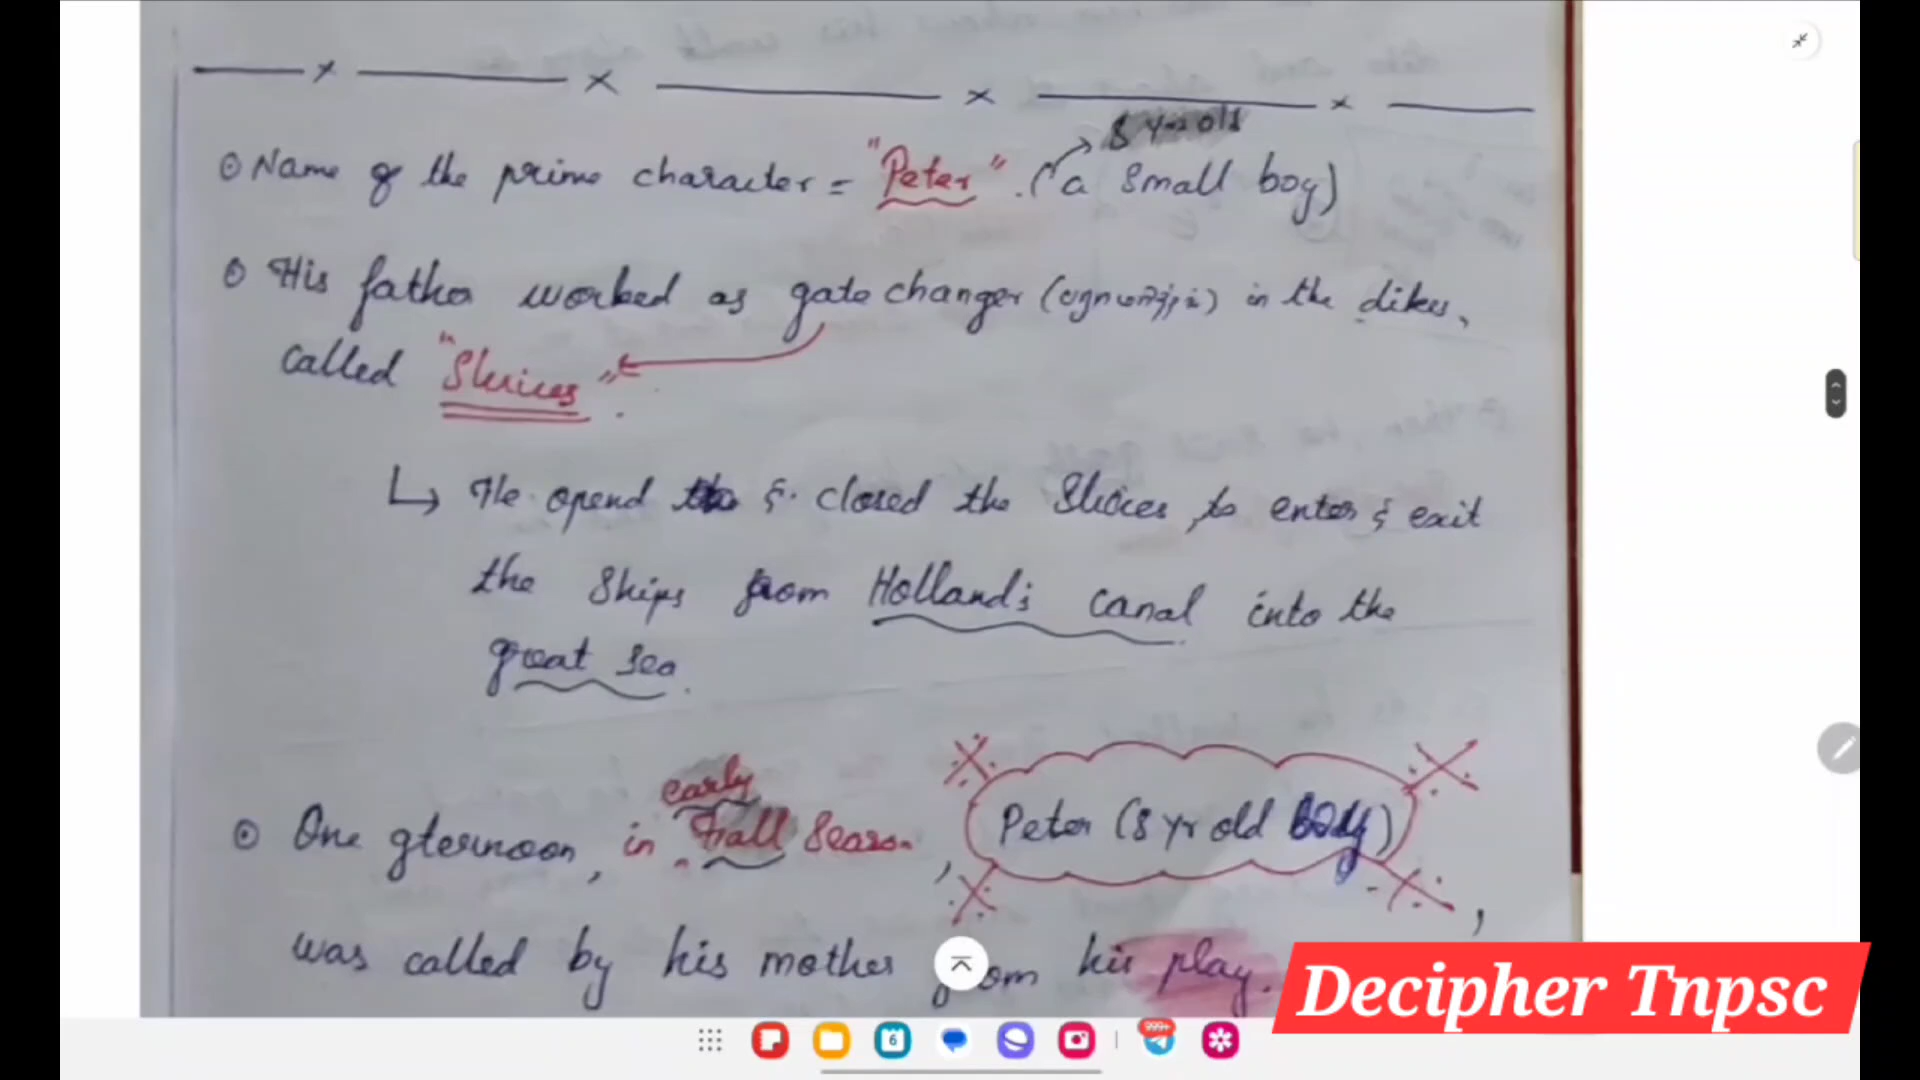 8 yrs old
⊙ Name of the prime character = "Peter". (a small boy)
⊙ His father worked as gate changer ( ) in the dikes,
called "Sluices".
↳ He opend & closed the Sluices, to enter & exit
the ships from Holland's canal into the
great sea.
early
⊙ One afternoon, in Fall Season, Peter (8 yr old boy),
was called by his mother from his play.
Decipher Tnpsc
6
999+